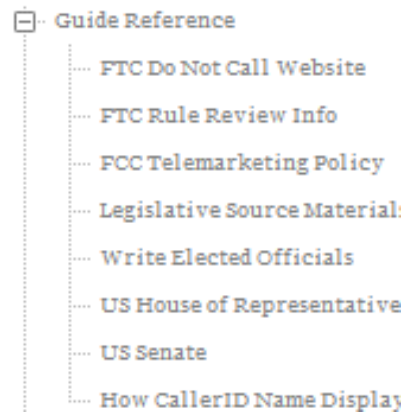 Guide Reference
FTC Do Not Call Website
FTC Rule Review Info
FCC Telemarketing Policy
Legislative Source Material
Write Elected Officials
US House of Representative
US Senate
How CallerID Name Display